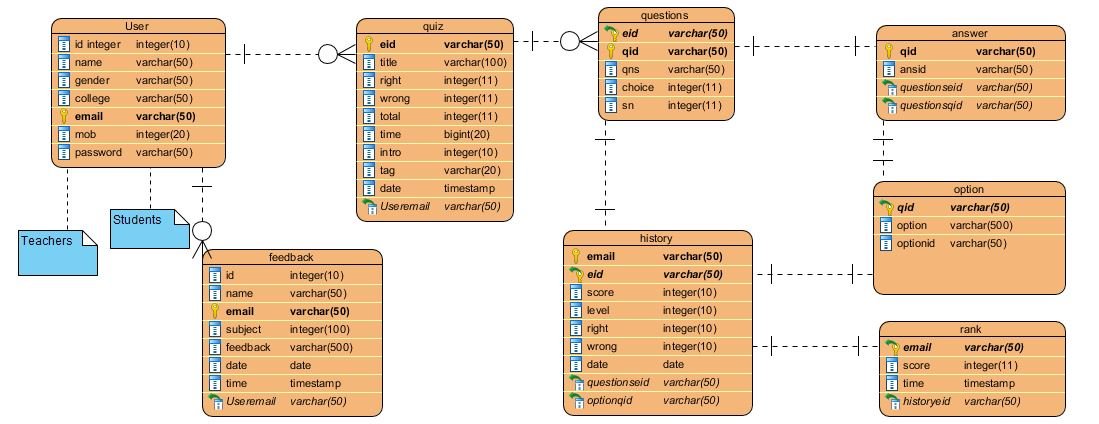 User
id integer integer(10)
name varchar(50)
gender varchar(50)
college varchar(50)
email varchar(50)
mob integer(20)
password varchar(50)
Teachers
Students
quiz
eid varchar(50)
title varchar(100)
right integer(11)
wrong integer(11)
total integer(11)
time bigint(20)
intro integer(10)
tag varchar(20)
date timestamp
Useremail varchar(50)
feedback
id integer(10)
name varchar(50)
email varchar(50)
subject integer(100)
feedback varchar(500)
date date
time timestamp
Useremail varchar(50)
questions
eid varchar(50)
qid varchar(50)
qns varchar(50)
choice integer(11)
sn integer(11)
answer
qid varchar(50)
ansid varchar(50)
questionseid varchar(50)
questionsqid varchar(50)
option
qid varchar(50)
option varchar(500)
optionid varchar(50)
history
email varchar(50)
eid varchar(50)
score integer(10)
level integer(10)
right integer(10)
wrong integer(10)
date date
questionseid varchar(50)
optionqid varchar(50)
rank
email varchar(50)
score integer(11)
time timestamp
historyeid varchar(50)